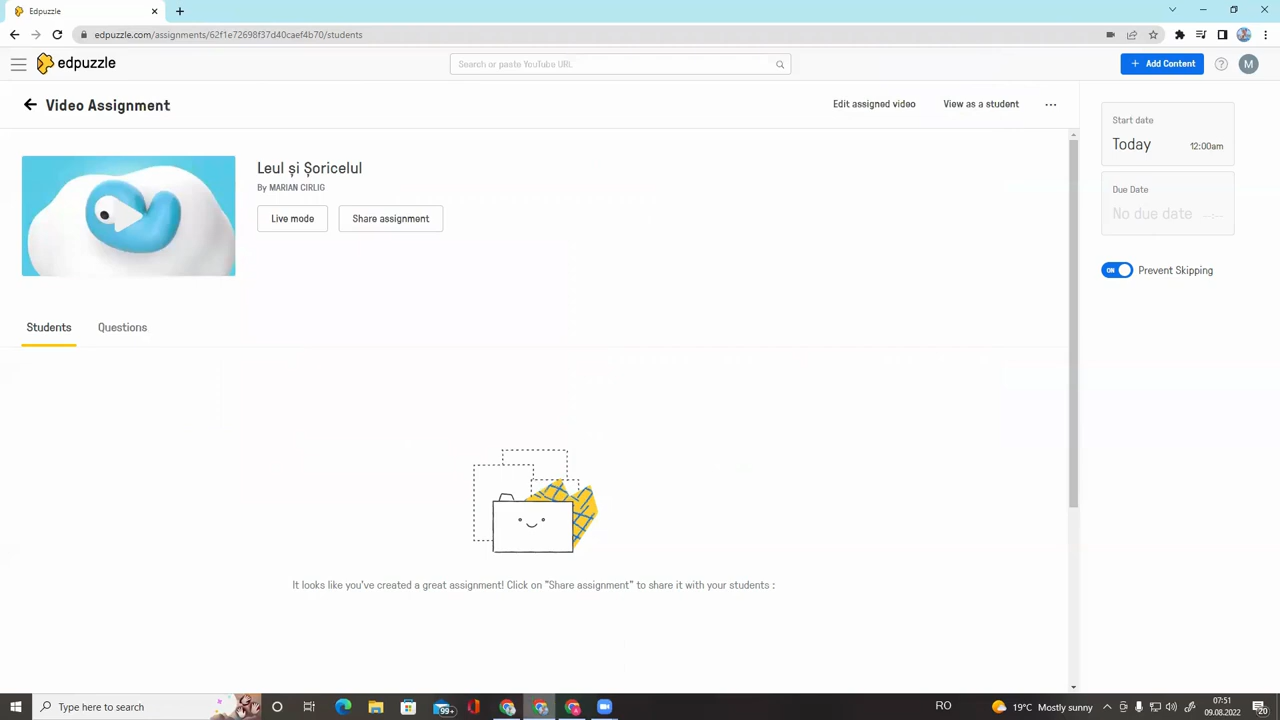 Edpuzzle
edpuzzle.com/assignments/62f1e72698f37d40caef4b70/students
edpuzzle
Search or paste YouTube URL
+ Add Content
? M
Video Assignment
Edit assigned video
View as a student
...
Leul și Șoricelul
By MARIAN CIRLIG
Live mode
Share assignment
Start date
Today 12:00am
Due Date
No due date --:--
ON Prevent Skipping
Students
Questions
It looks like you've created a great assignment! Click on "Share assignment" to share it with your students :
Type here to search
99+
RO
19°C Mostly sunny
07:51
09.08.2022
20